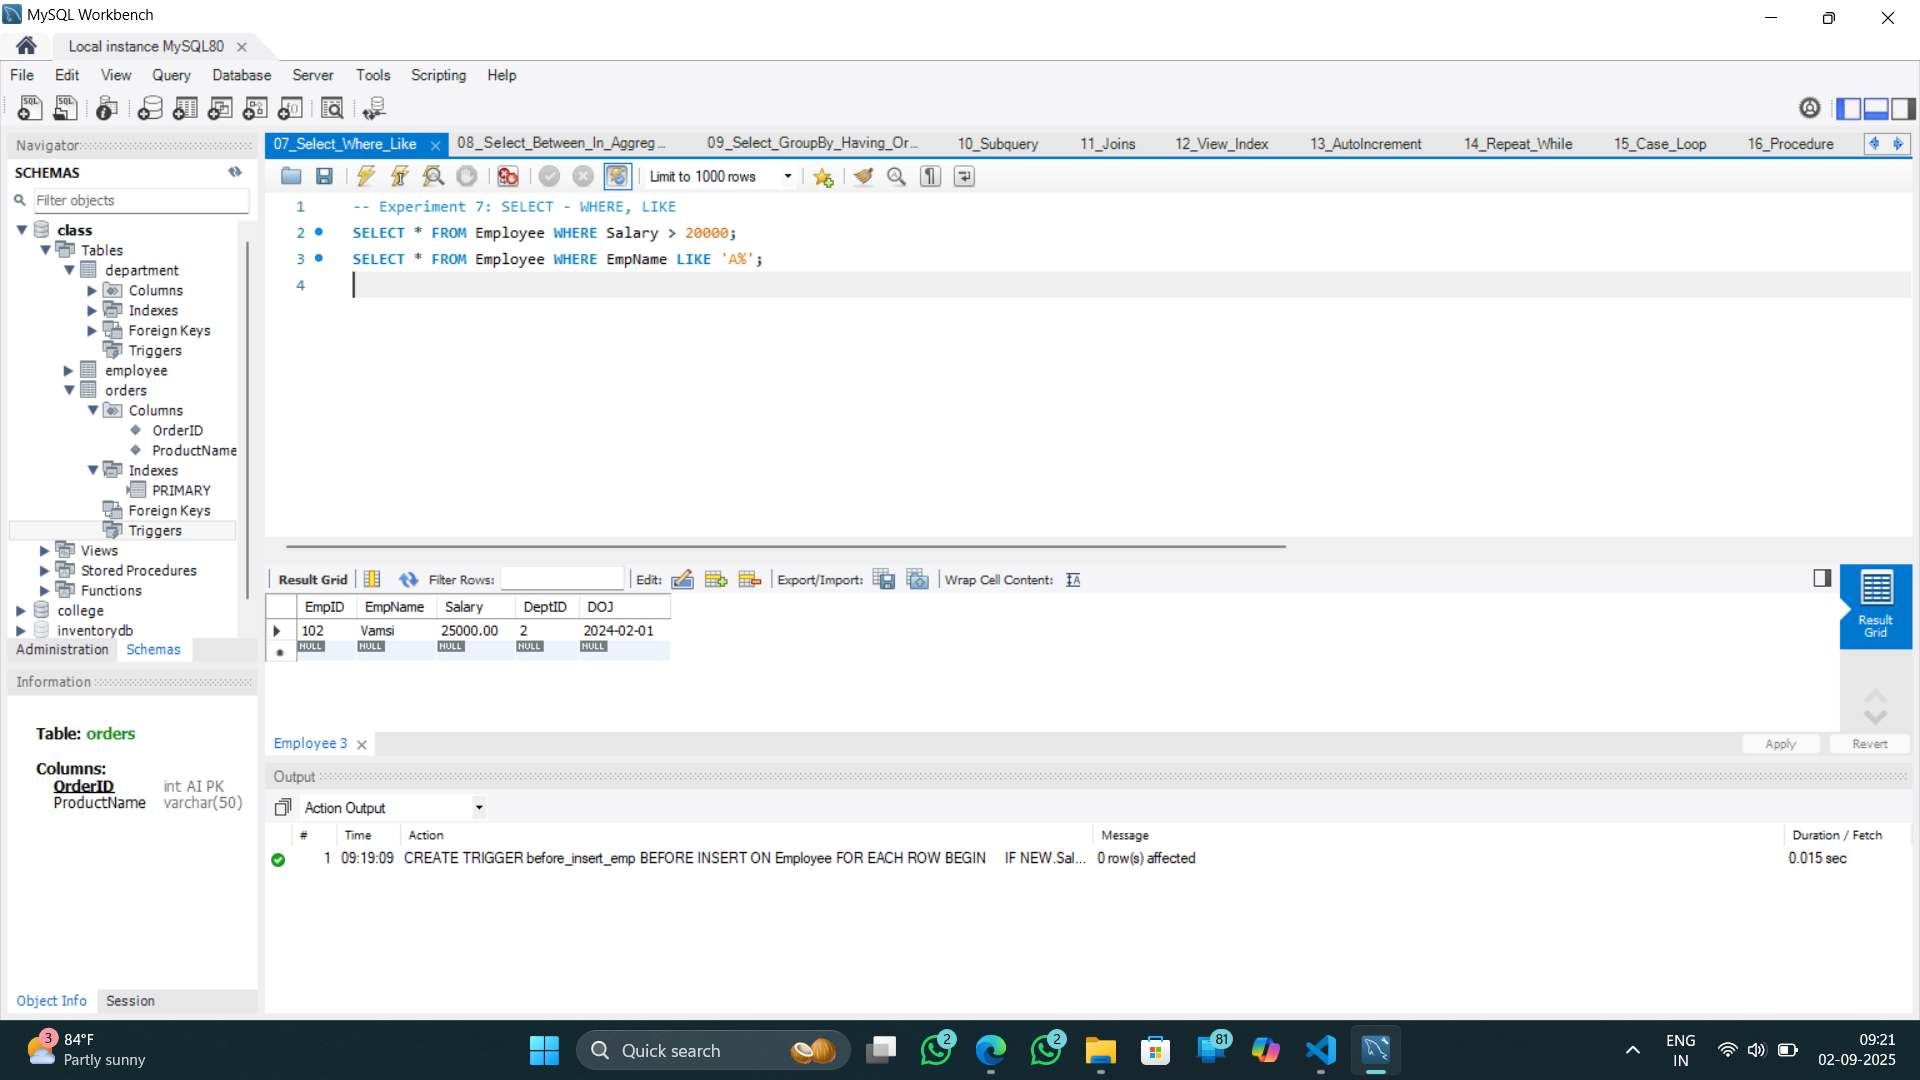 MySQL Workbench
Local instance MySQL80
File Edit View Query Database Server Tools Scripting Help
Navigator
SCHEMAS
Filter objects
class
Tables
department
Columns
Indexes
Foreign Keys
Triggers
employee
orders
Columns
OrderID
ProductName
Indexes
PRIMARY
Foreign Keys
Triggers
Views
Stored Procedures
Functions
college
inventorydb
Administration Schemas
Information
Table: orders
Columns:
OrderID int AI PK
ProductName varchar(50)
Object Info Session
07_Select_Where_Like 08_Select_Between_In_Aggreg... 09_Select_GroupBy_Having_Or... 10_Subquery 11_Joins 12_View_Index 13_AutoIncrement 14_Repeat_While 15_Case_Loop 16_Procedure
Limit to 1000 rows
1 -- Experiment 7: SELECT - WHERE, LIKE
2 SELECT * FROM Employee WHERE Salary > 20000;
3 SELECT * FROM Employee WHERE EmpName LIKE 'A%';
4
Result Grid Filter Rows: Edit: Export/Import: Wrap Cell Content:
EmpID EmpName Salary DeptID DOJ
102 Vamsi 25000.00 2 2024-02-01
NULL NULL NULL NULL NULL
Result
Grid
Employee 3
Apply Revert
Output
Action Output
# Time Action Message Duration / Fetch
1 09:19:09 CREATE TRIGGER before_insert_emp BEFORE INSERT ON Employee FOR EACH ROW BEGIN IF NEW.Sal... 0 row(s) affected 0.015 sec
3
84°F
Partly sunny
Quick search
2
2
81
ENG
IN
09:21
02-09-2025